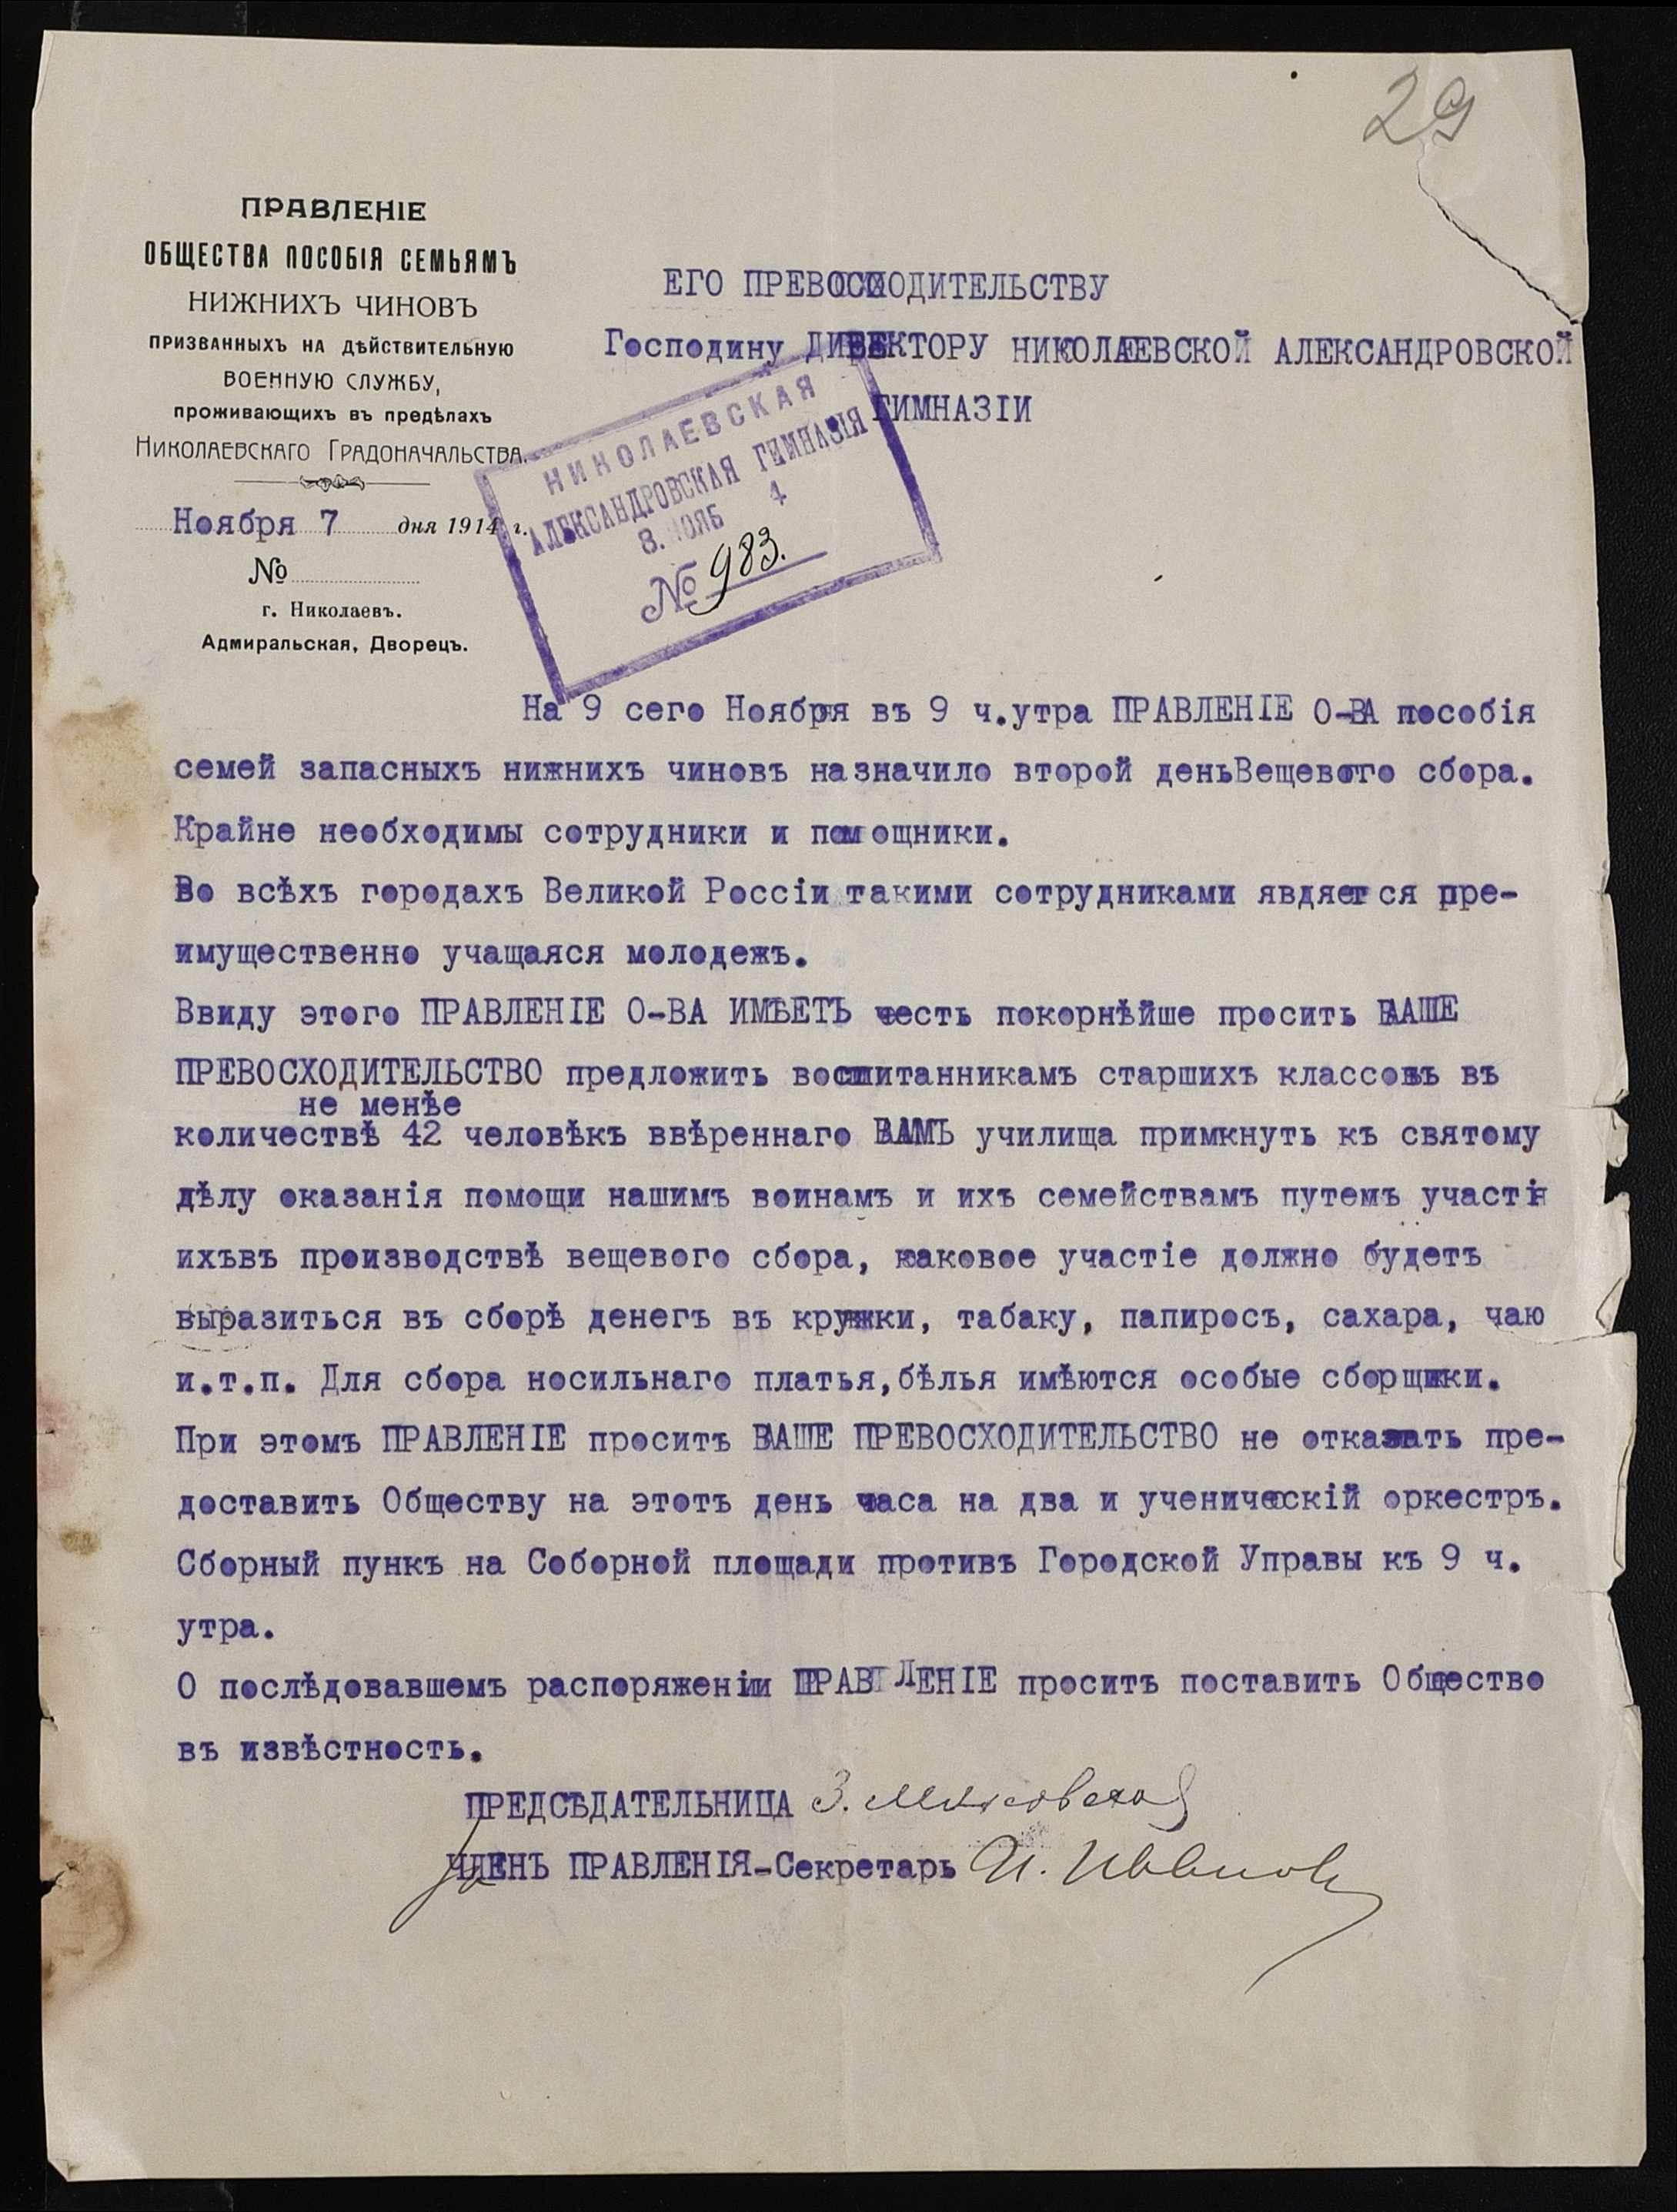 29
ПРАВЛЕНІЕ
ОБЩЕСТВА ПОСОБІЯ СЕМЬЯМЪ
НИЖНИХЪ ЧИНОВЪ
ПРИЗВАННЫХЪ НА ДѢЙСТВИТЕЛЬНУЮ
ВОЕННУЮ СЛУЖБУ,
проживающихъ въ предѣлахъ
Николаевскаго Градоначальства.
Ноября 7 дня 1914 г.
№
г. Николаевъ.
Адмиральская, Дворецъ.
ЕГО ПРЕВОСХОДИТЕЛЬСТВУ
Господину ДИРЕКТОРУ НИКОЛАЕВСКОЙ АЛЕКСАНДРОВСКОЙ
ГИМНАЗІИ
НИКОЛАЕВСКАЯ
АЛЕКСАНДРОВСКАЯ ГИМНАЗІЯ
8. НОЯБ 4
№ 983.
На 9 сего Ноября въ 9 ч.утра ПРАВЛЕНІЕ О-ВА пособія
семей запасныхъ нижнихъ чиновъ назначило второй деньВещевого сбора.
Крайне необходимы сотрудники и помощники.
Во всѣхъ городахъ Великой Россіи такими сотрудниками явдяется пре-
имущественно учащаяся молодежъ.
Ввиду этого ПРАВЛЕНІЕ О-ВА ИМѢЕТЪ честь покорнѣйше просить ВАШЕ
ПРЕВОСХОДИТЕЛЬСТВО предложить воспитанникамъ старшихъ классовъ въ
не менѣе
количествѣ 42 человѣкъ ввѣреннаго ВАМЪ училища примкнуть къ святому
дѣлу оказанія помощи нашимъ воинамъ и ихъ семействамъ путемъ участія
ихъвъ производствѣ вещевого сбора, каковое участіе должно будетъ
выразиться въ сборѣ денегъ въ кружки, табаку, папиросъ, сахара, чаю
и.т.п. Для сбора носильнаго платья,бѣлья имѣются особые сборщики.
При этомъ ПРАВЛЕНІЕ проситъ ВАШЕ ПРЕВОСХОДИТЕЛЬСТВО не отказать пре-
доставить Обществу на этотъ день часа на два и ученическій оркестръ.
Сборный пункъ на Соборной площади противъ Городской Управы къ 9 ч.
утра.
О послѣдовавшемъ распоряженіи ПРАВЛЕНІЕ проситъ поставить Общество
въ извѣстность.
ПРЕДСѢДАТЕЛЬНИЦА З.
За ЧЛЕНЪ ПРАВЛЕНІЯ-Секретарь И. Иванов